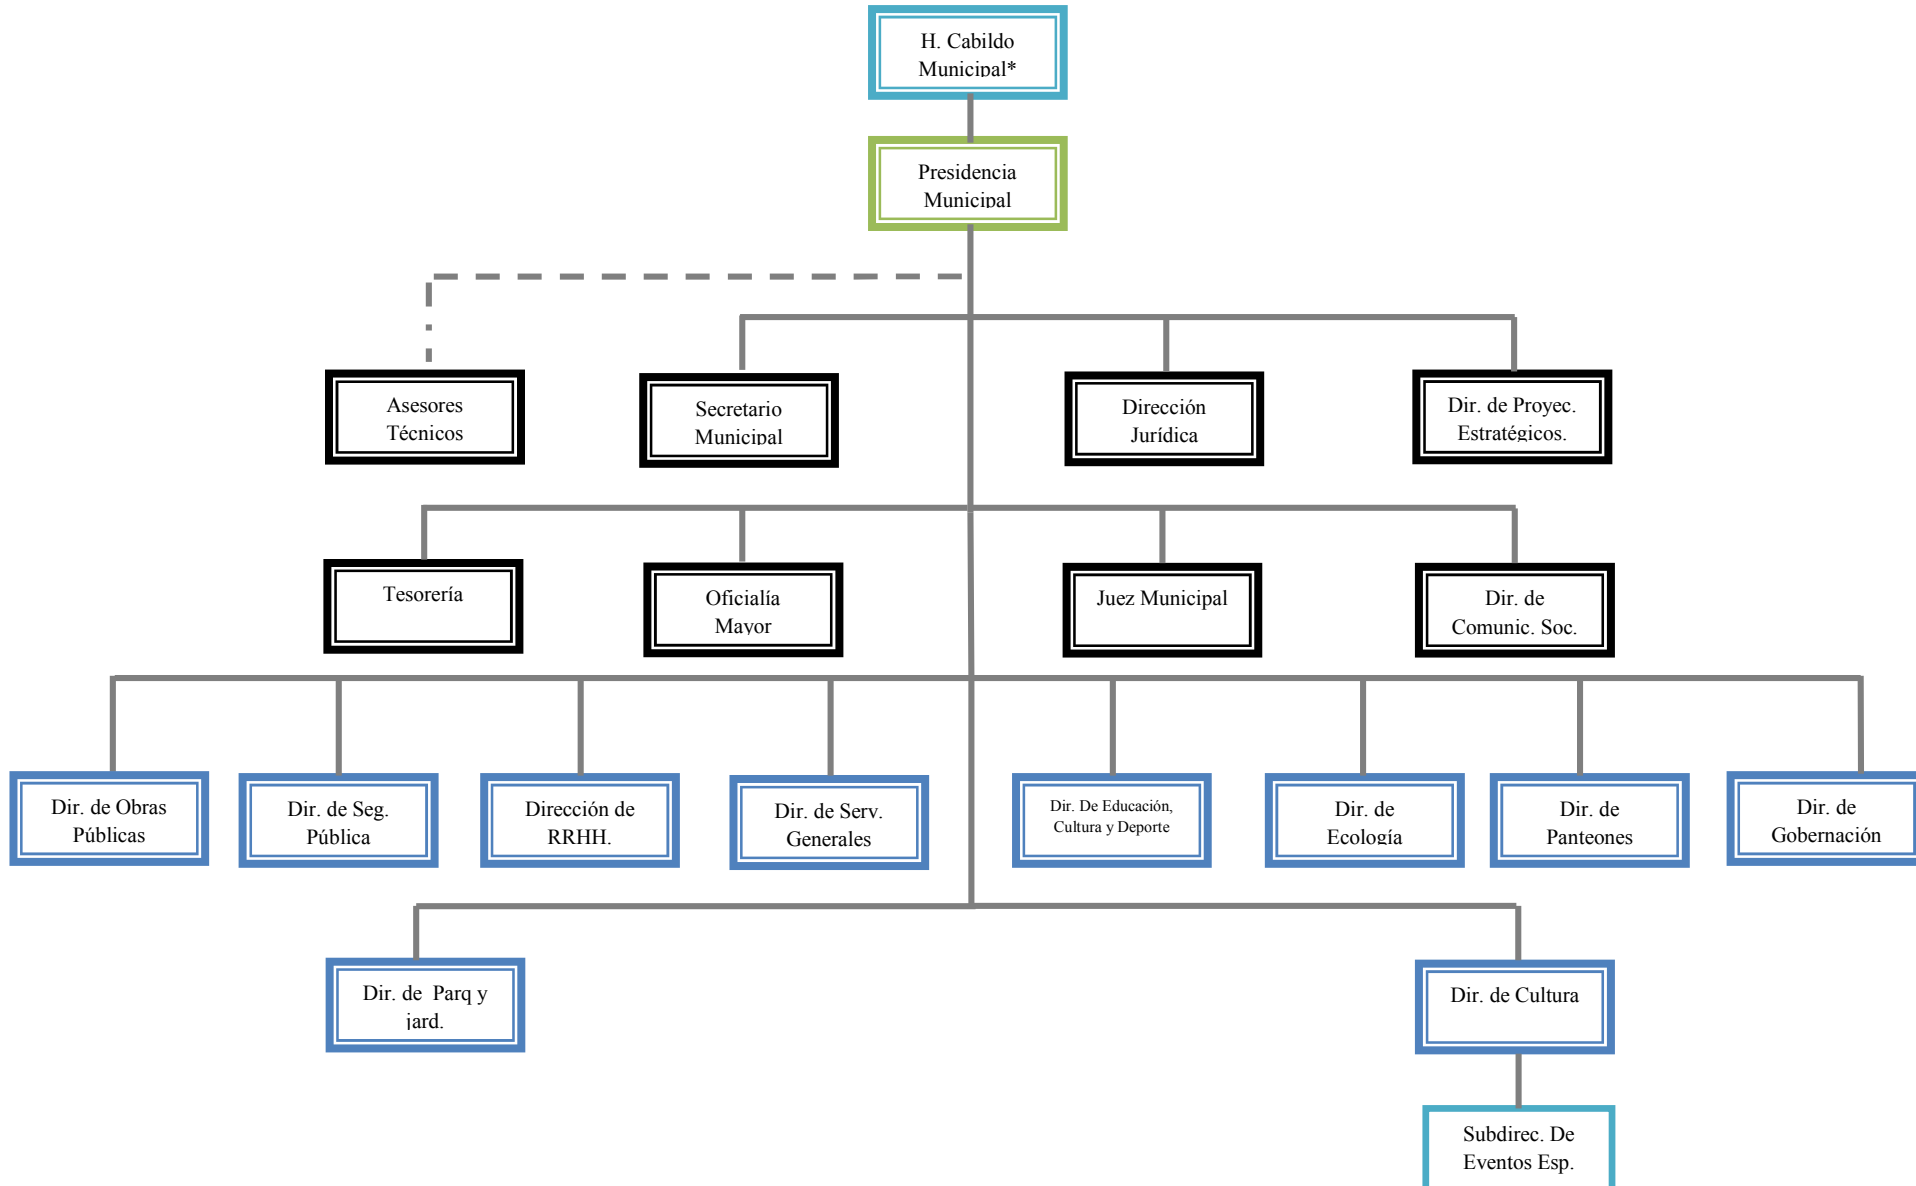 H. Cabildo
Municipal*
Presidencia
Municipal
Asesores
Técnicos
Secretario
Municipal
Dirección
Jurídica
Dir. de Proyec.
Estratégicos.
Tesorería
Oficialía
Mayor
Juez Municipal
Dir. de
Comunic. Soc.
Dir. de Obras
Públicas
Dir. de Seg.
Pública
Dirección de
RRHH.
Dir. de Serv.
Generales
Dir. De Educación,
Cultura y Deporte
Dir. de
Ecología
Dir. de
Panteones
Dir. de
Gobernación
Dir. de  Parq y
jard.
Dir. de Cultura
Subdirec. De
Eventos Esp.